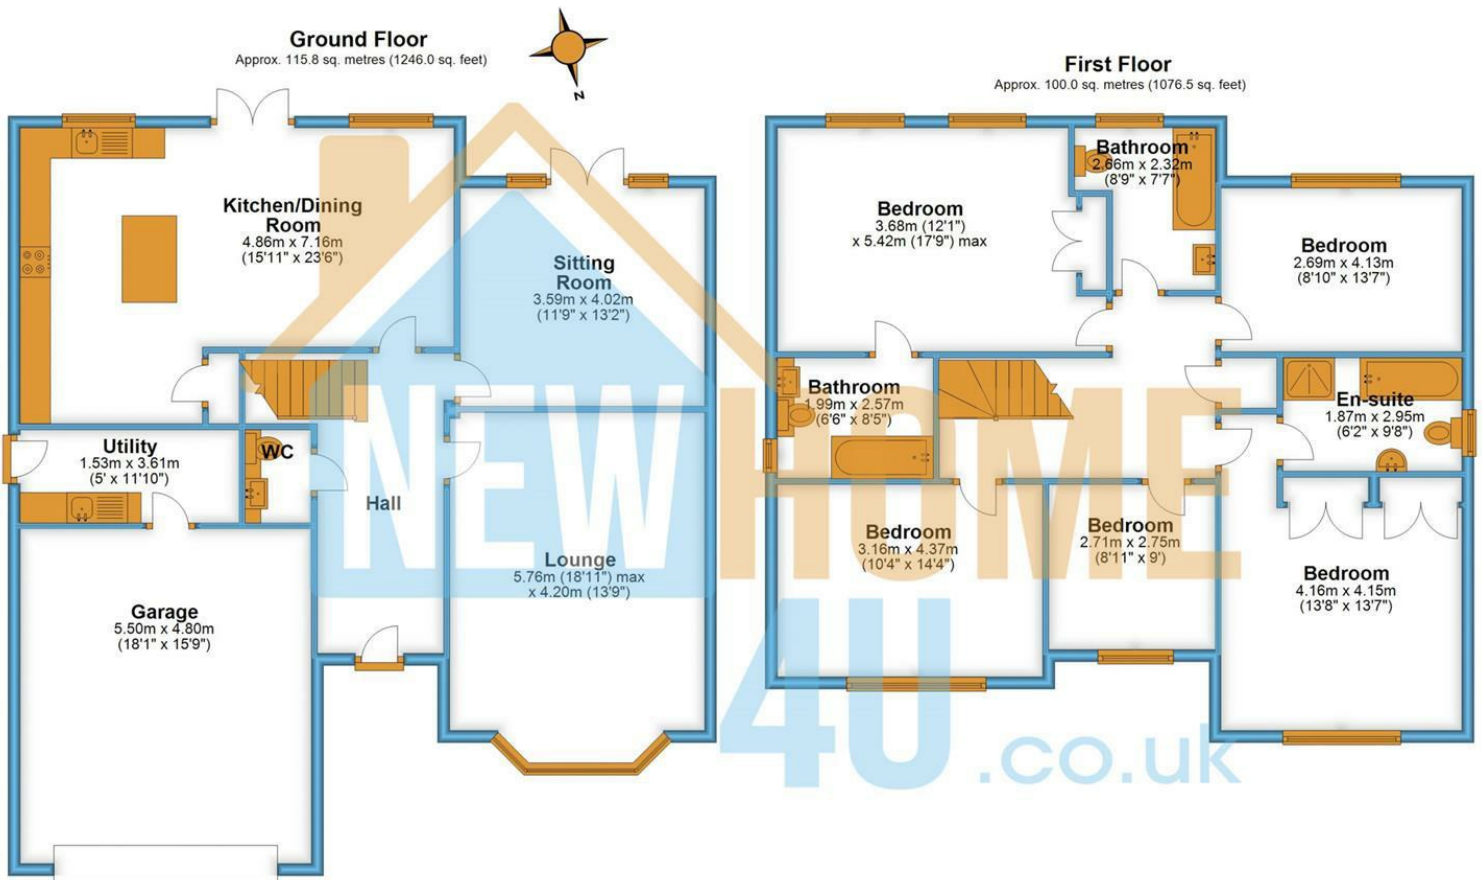 Ground Floor
Approx. 115.8 sq. metres (1246.0 sq. feet)
N
Kitchen/Dining
Room
4.86m x 7.16m
(15'11" x 23'6")
Sitting
Room
3.59m x 4.02m
(11'9" x 13'2")
Utility
1.53m x 3.61m
(5' x 11'10")
WC
Hall
Lounge
5.76m (18'11") max
x 4.20m (13'9")
Garage
5.50m x 4.80m
(18'1" x 15'9")
First Floor
Approx. 100.0 sq. metres (1076.5 sq. feet)
Bedroom
3.68m (12'1")
x 5.42m (17'9") max
Bathroom
2.66m x 2.32m
(8'9" x 7'7")
Bedroom
2.69m x 4.13m
(8'10" x 13'7")
Bathroom
1.99m x 2.57m
(6'6" x 8'5")
En-suite
1.87m x 2.95m
(6'2" x 9'8")
Bedroom
3.16m x 4.37m
(10'4" x 14'4")
Bedroom
2.71m x 2.75m
(8'11" x 9')
Bedroom
4.16m x 4.15m
(13'8" x 13'7")
NEWHOME
4U.co.uk